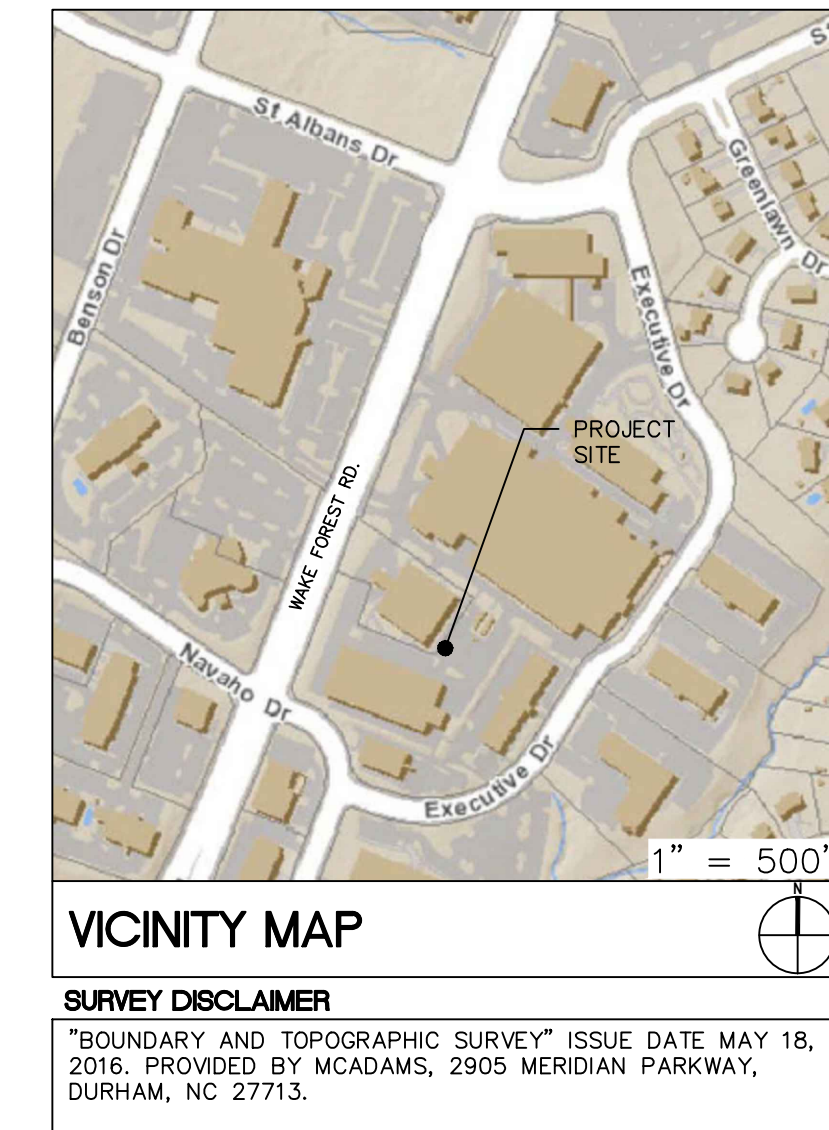 St Albans Dr
Benson Dr
Greenlawn Dr
Executive Dr
PROJECT
SITE
WAKE FOREST RD.
Navaho Dr
Executive Dr
1" = 500'
VICINITY MAP
N
SURVEY DISCLAIMER
"BOUNDARY AND TOPOGRAPHIC SURVEY" ISSUE DATE MAY 18,
2016. PROVIDED BY MCADAMS, 2905 MERIDIAN PARKWAY,
DURHAM, NC 27713.